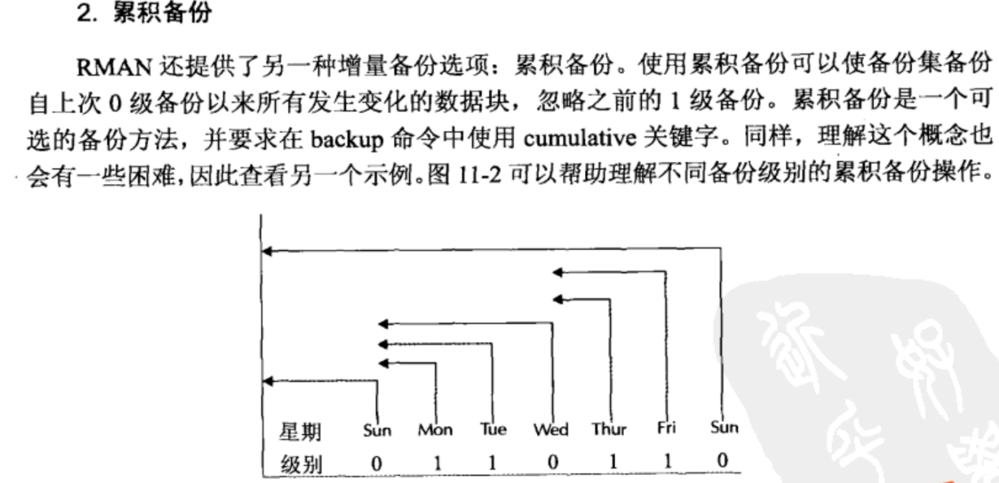 2. 累积备份
RMAN 还提供了另一种增量备份选项：累积备份。使用累积备份可以使备份集备份
自上次 0 级备份以来所有发生变化的数据块，忽略之前的 1 级备份。累积备份是一个可
选的备份方法，并要求在 backup 命令中使用 cumulative 关键字。同样，理解这个概念也
会有一些困难，因此查看另一个示例。图 11-2 可以帮助理解不同备份级别的累积备份操作。
星期 Sun Mon Tue Wed Thur Fri Sun
级别 0 1 1 0 1 1 0